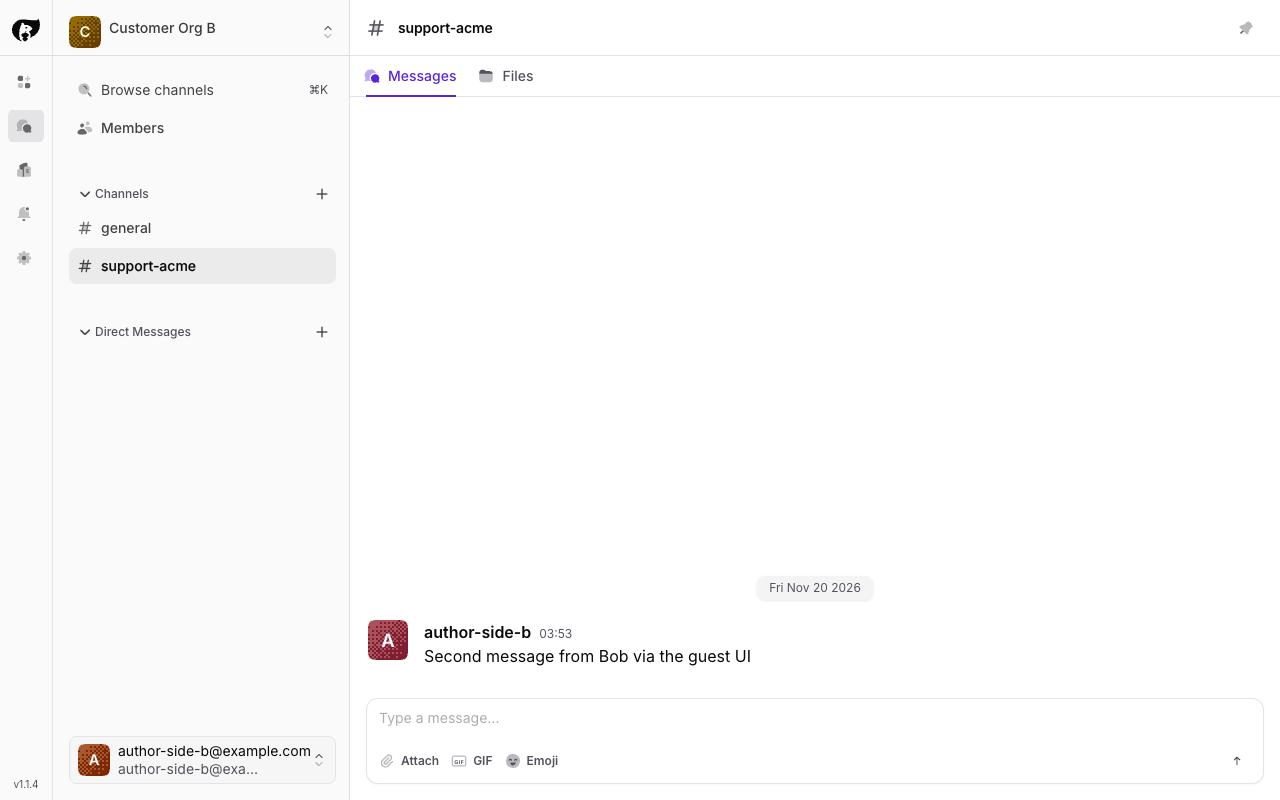 C
Customer Org B
Browse channels ⌘K
Members
Channels
# general
# support-acme
Direct Messages
A
author-side-b@example.com
author-side-b@exa...
v1.1.4
# support-acme
Messages
Files
Fri Nov 20 2026
A
author-side-b 03:53
Second message from Bob via the guest UI
Type a message...
Attach
GIF GIF
Emoji